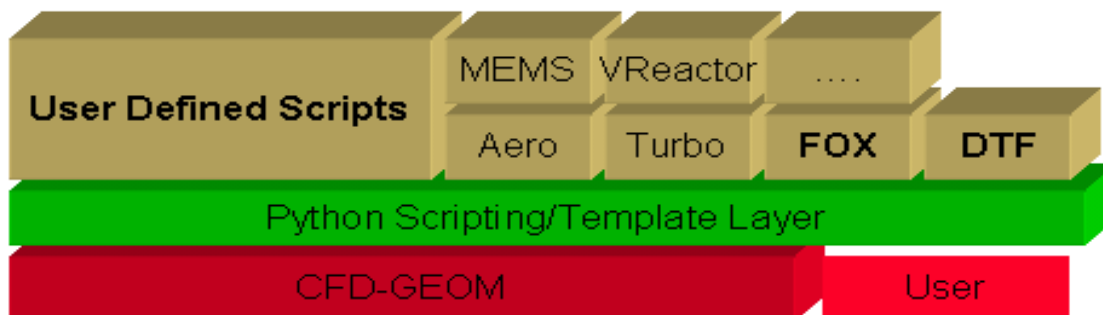 MEMS VReactor ....
User Defined Scripts
Aero Turbo FOX DTF
Python Scripting/Template Layer
CFD-GEOM User